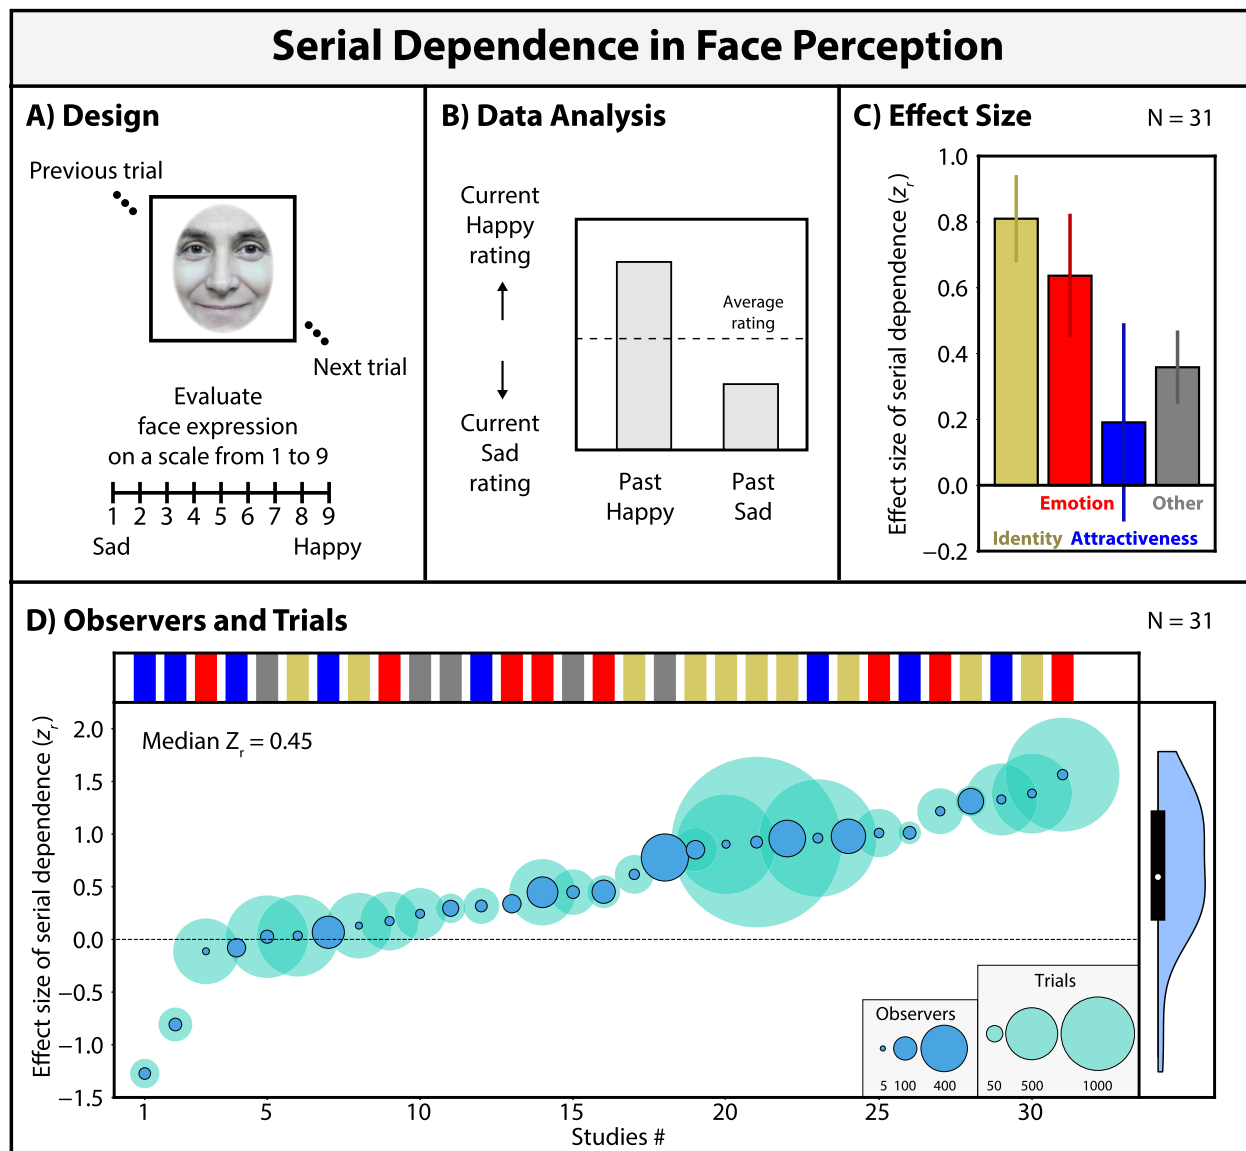 Serial Dependence in Face Perception
A) Design
Previous trial
Next trial
Evaluate
face expression
on a scale from 1 to 9
1 2 3 4 5 6 7 8 9
Sad Happy
B) Data Analysis
Current
Happy
rating
Average
rating
Current
Sad
rating
Past
Happy
Past
Sad
C) Effect Size
N = 31
Effect size of serial dependence (zr)
1.0
0.8
0.6
0.4
0.2
0.0
−0.2
Emotion Other
Identity Attractiveness
D) Observers and Trials
N = 31
Effect size of serial dependence (zr)
Median Zr = 0.45
2.0
1.5
1.0
0.5
0.0
−0.5
−1.0
−1.5
Observers
5 100 400
Trials
50 500 1000
1 5 10 15 20 25 30
Studies #